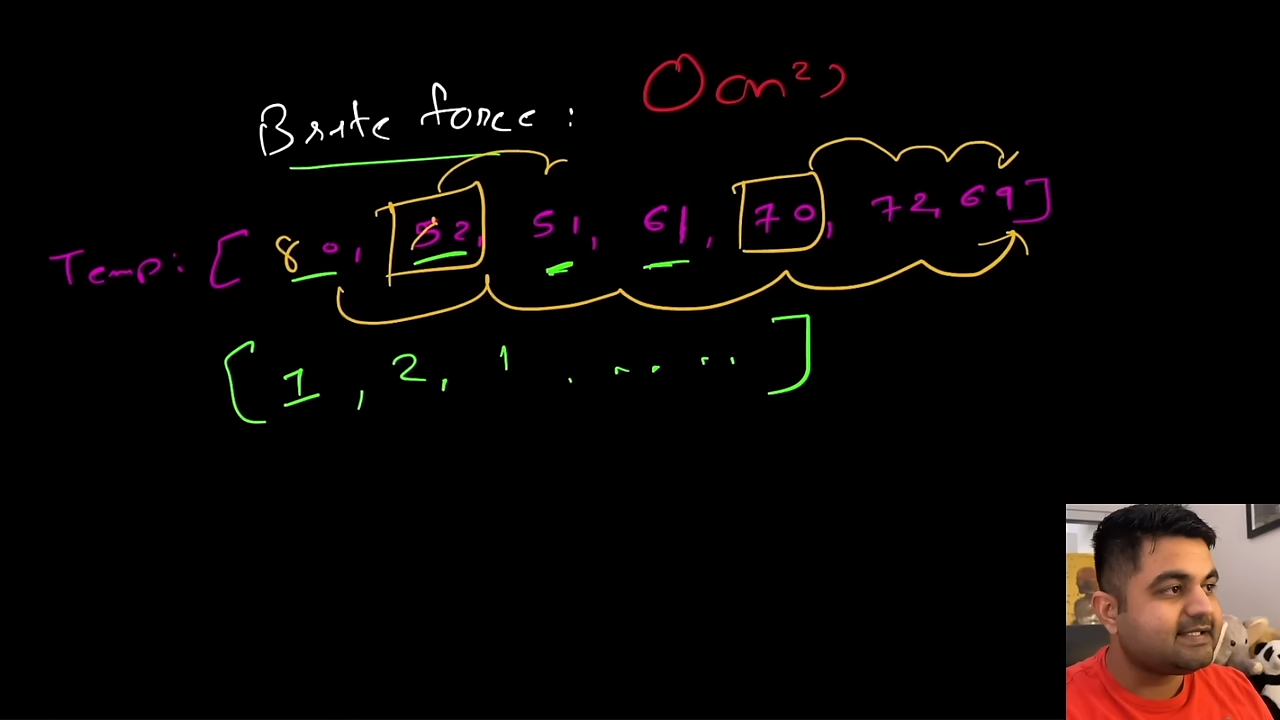 Brute force:
O(n²)
Temp: [ 80, 52, 51, 61, 70, 72, 69 ]
[ 1, 2, 1 . . . . . . ]